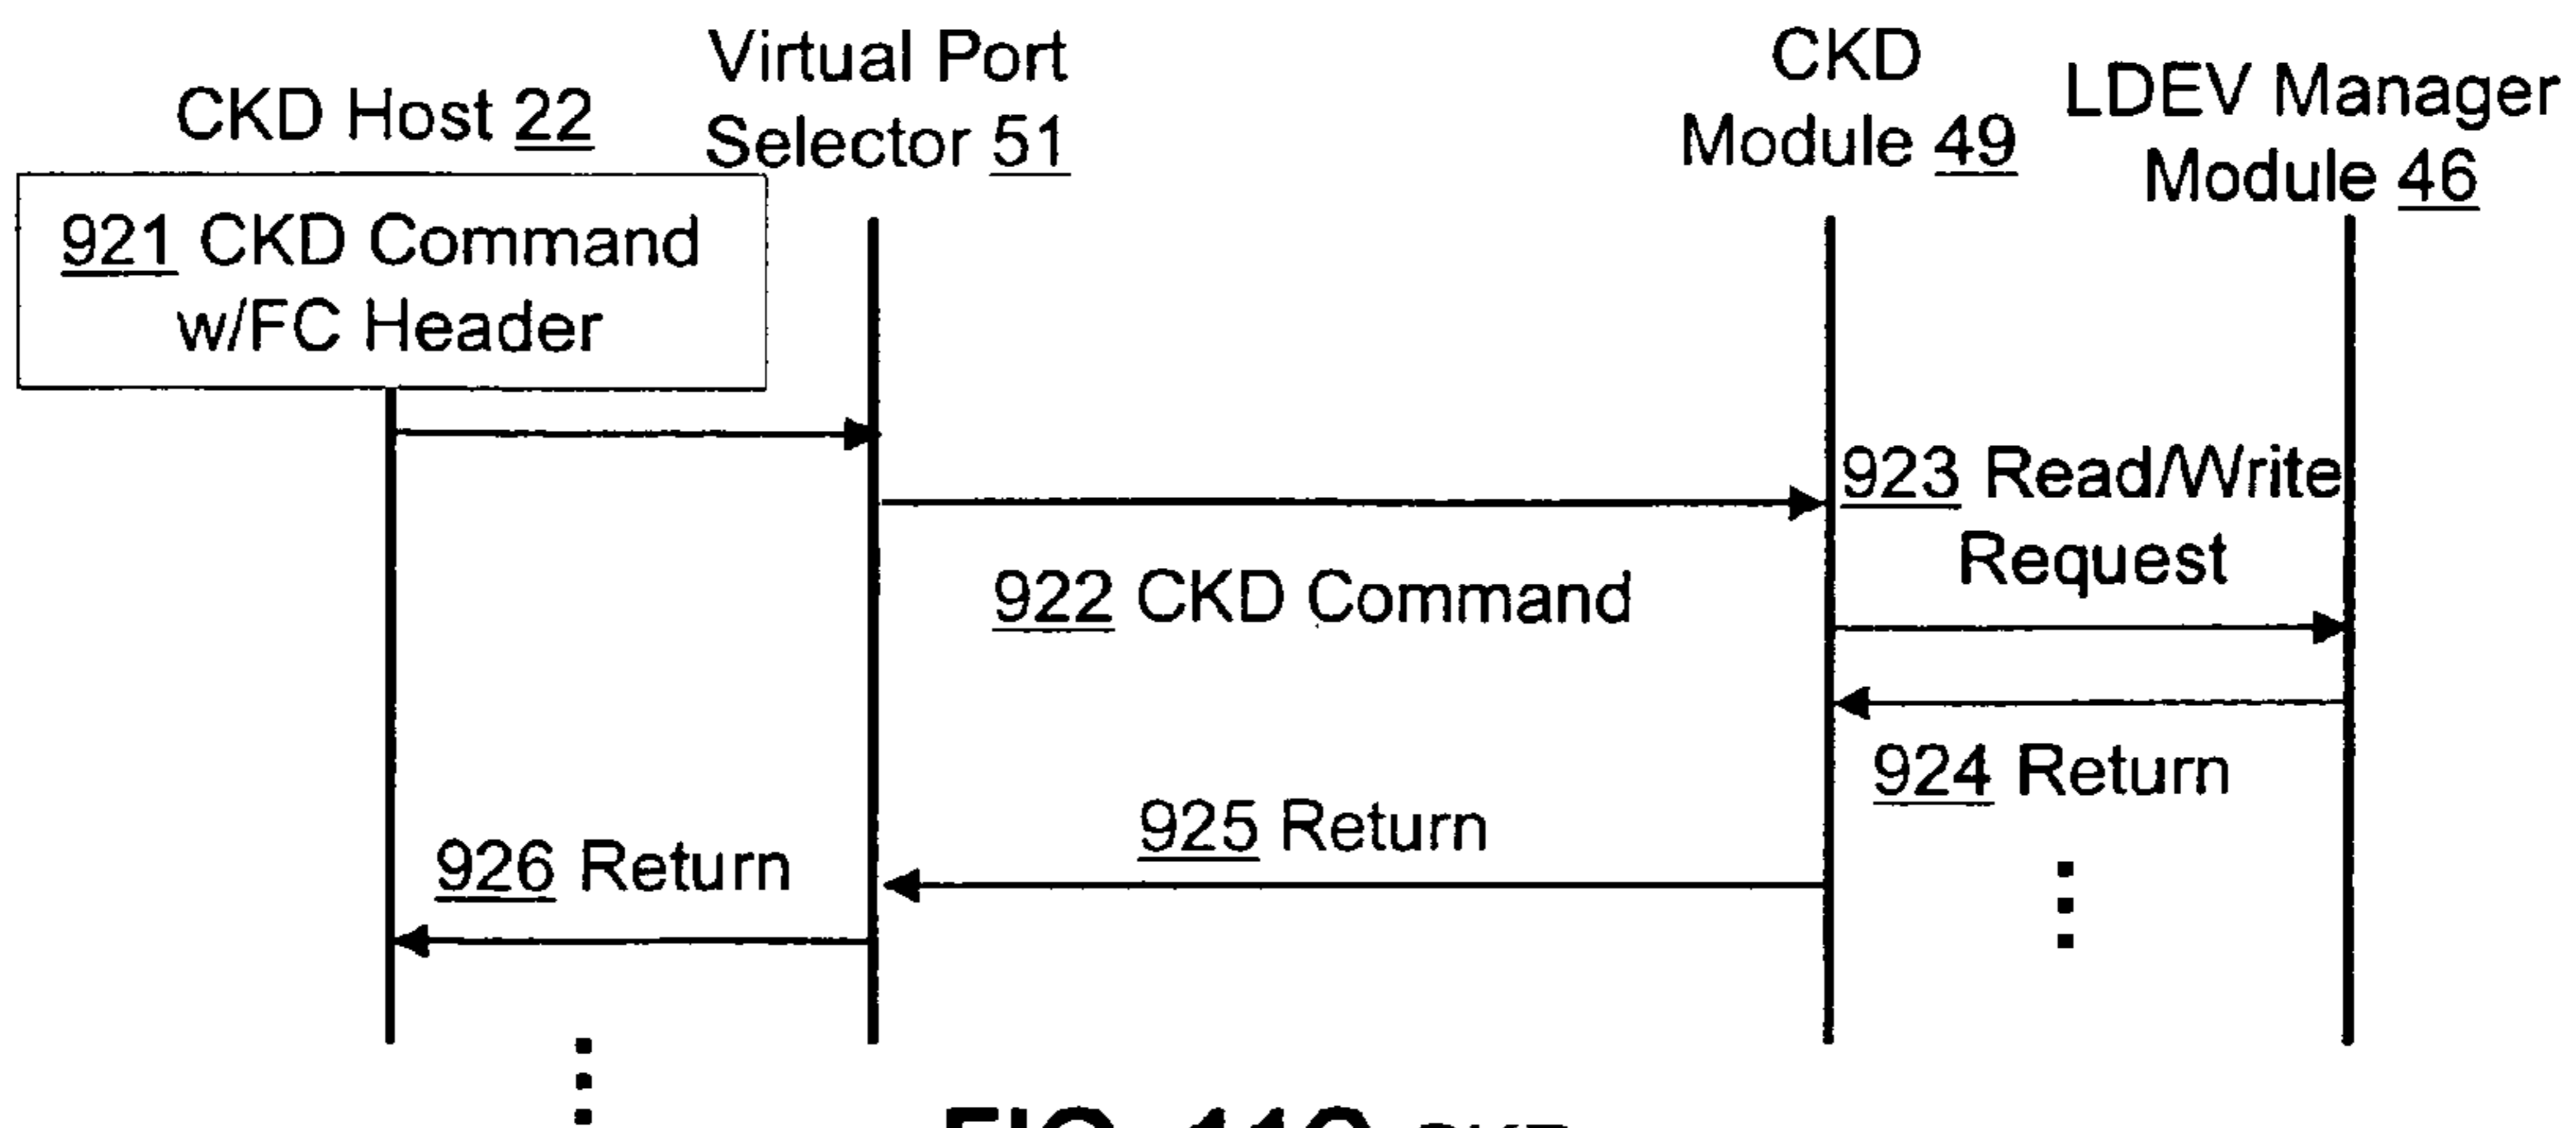 CKD Host 22
Virtual Port
Selector 51
CKD
Module 49
LDEV Manager
Module 46
921 CKD Command
w/FC Header
922 CKD Command
923 Read/Write
Request
924 Return
925 Return
926 Return